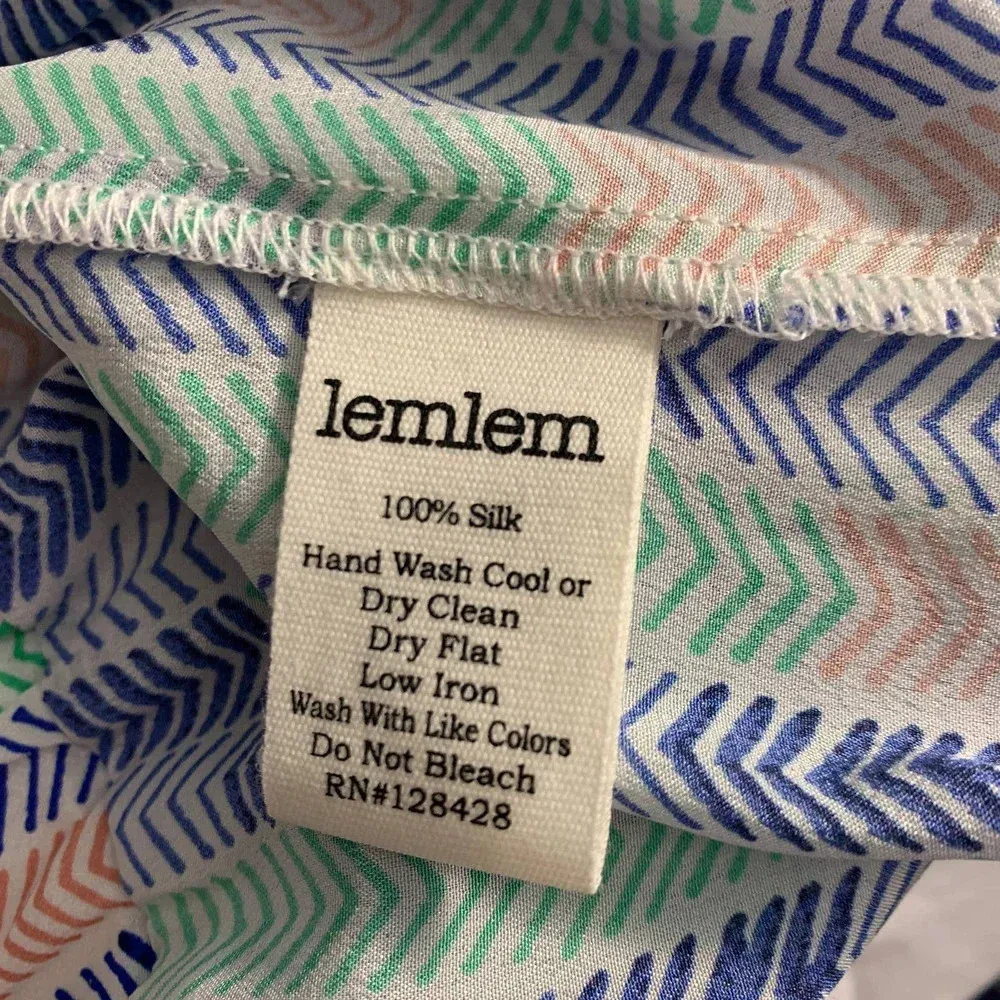 lemlem
100% Silk
Hand Wash Cool or
Dry Clean
Dry Flat
Low Iron
Wash With Like Colors
Do Not Bleach
RN#128428